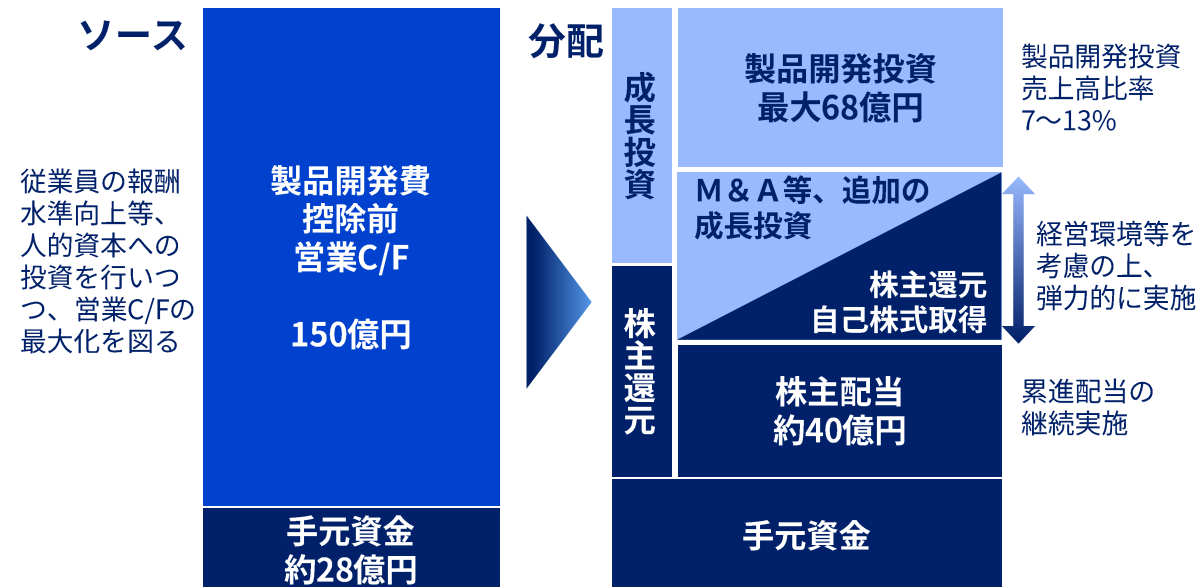 ソース
従業員の報酬
水準向上等、
人的資本への
投資を行いつ
つ、営業C/Fの
最大化を図る
製品開発費
控除前
営業C/F
150億円
手元資金
約28億円
分配
成長投資
株主還元
製品開発投資
最大68億円
M&A等、追加の
成長投資
株主還元
自己株式取得
株主配当
約40億円
手元資金
製品開発投資
売上高比率
7～13%
経営環境等を
考慮の上、
弾力的に実施
累進配当の
継続実施